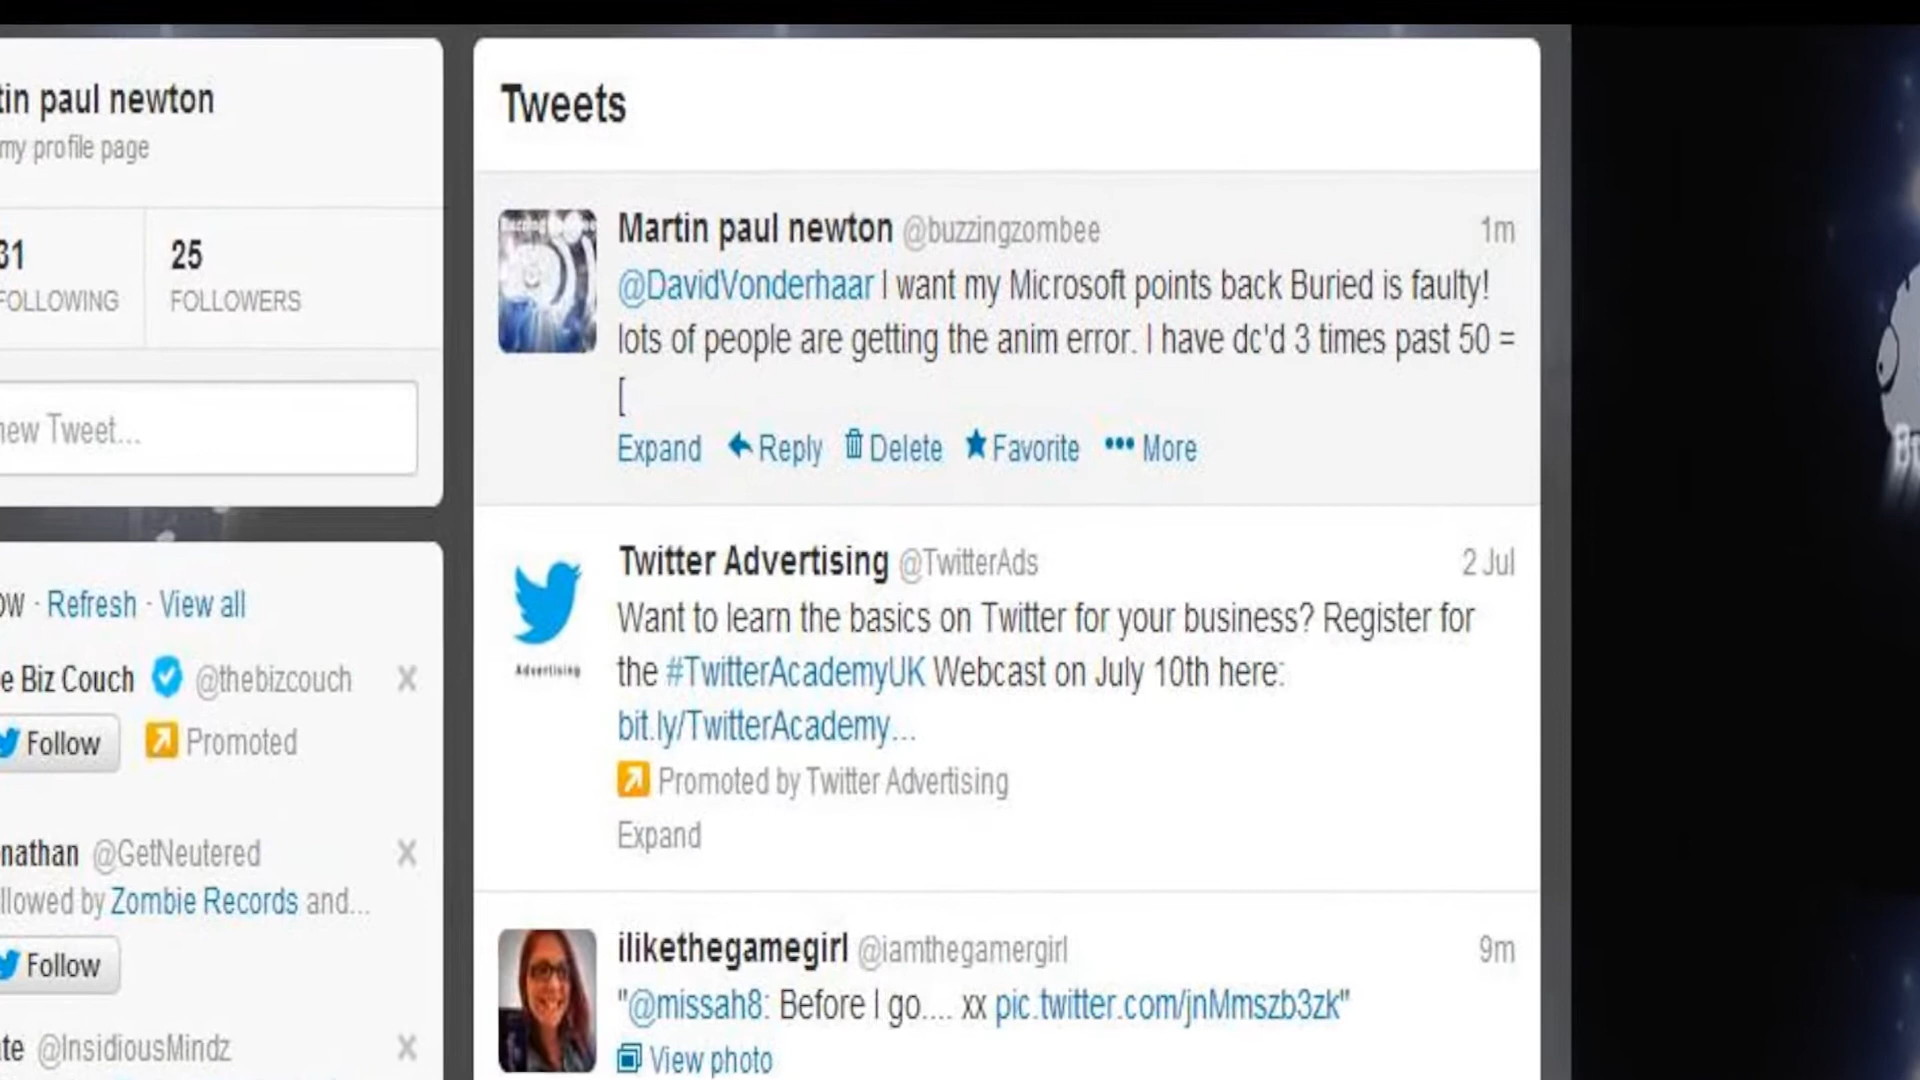 tin paul newton
my profile page
31
FOLLOWING
25
FOLLOWERS
new Tweet...
ow · Refresh · View all
e Biz Couch @thebizcouch
Follow
Promoted
nathan @GetNeutered
llowed by Zombie Records and...
Follow
te @InsidiousMindz
Tweets
Martin paul newton @buzzingzombee 1m
@DavidVonderhaar I want my Microsoft points back Buried is faulty!
lots of people are getting the anim error. I have dc'd 3 times past 50 =
[
Expand Reply Delete Favorite More
Twitter Advertising @TwitterAds 2 Jul
Want to learn the basics on Twitter for your business? Register for
the #TwitterAcademyUK Webcast on July 10th here:
bit.ly/TwitterAcademy...
Advertising
Promoted by Twitter Advertising
Expand
ilikethegamegirl @iamthegamergirl 9m
"@missah8: Before I go.... xx pic.twitter.com/jnMmszb3zk"
View photo